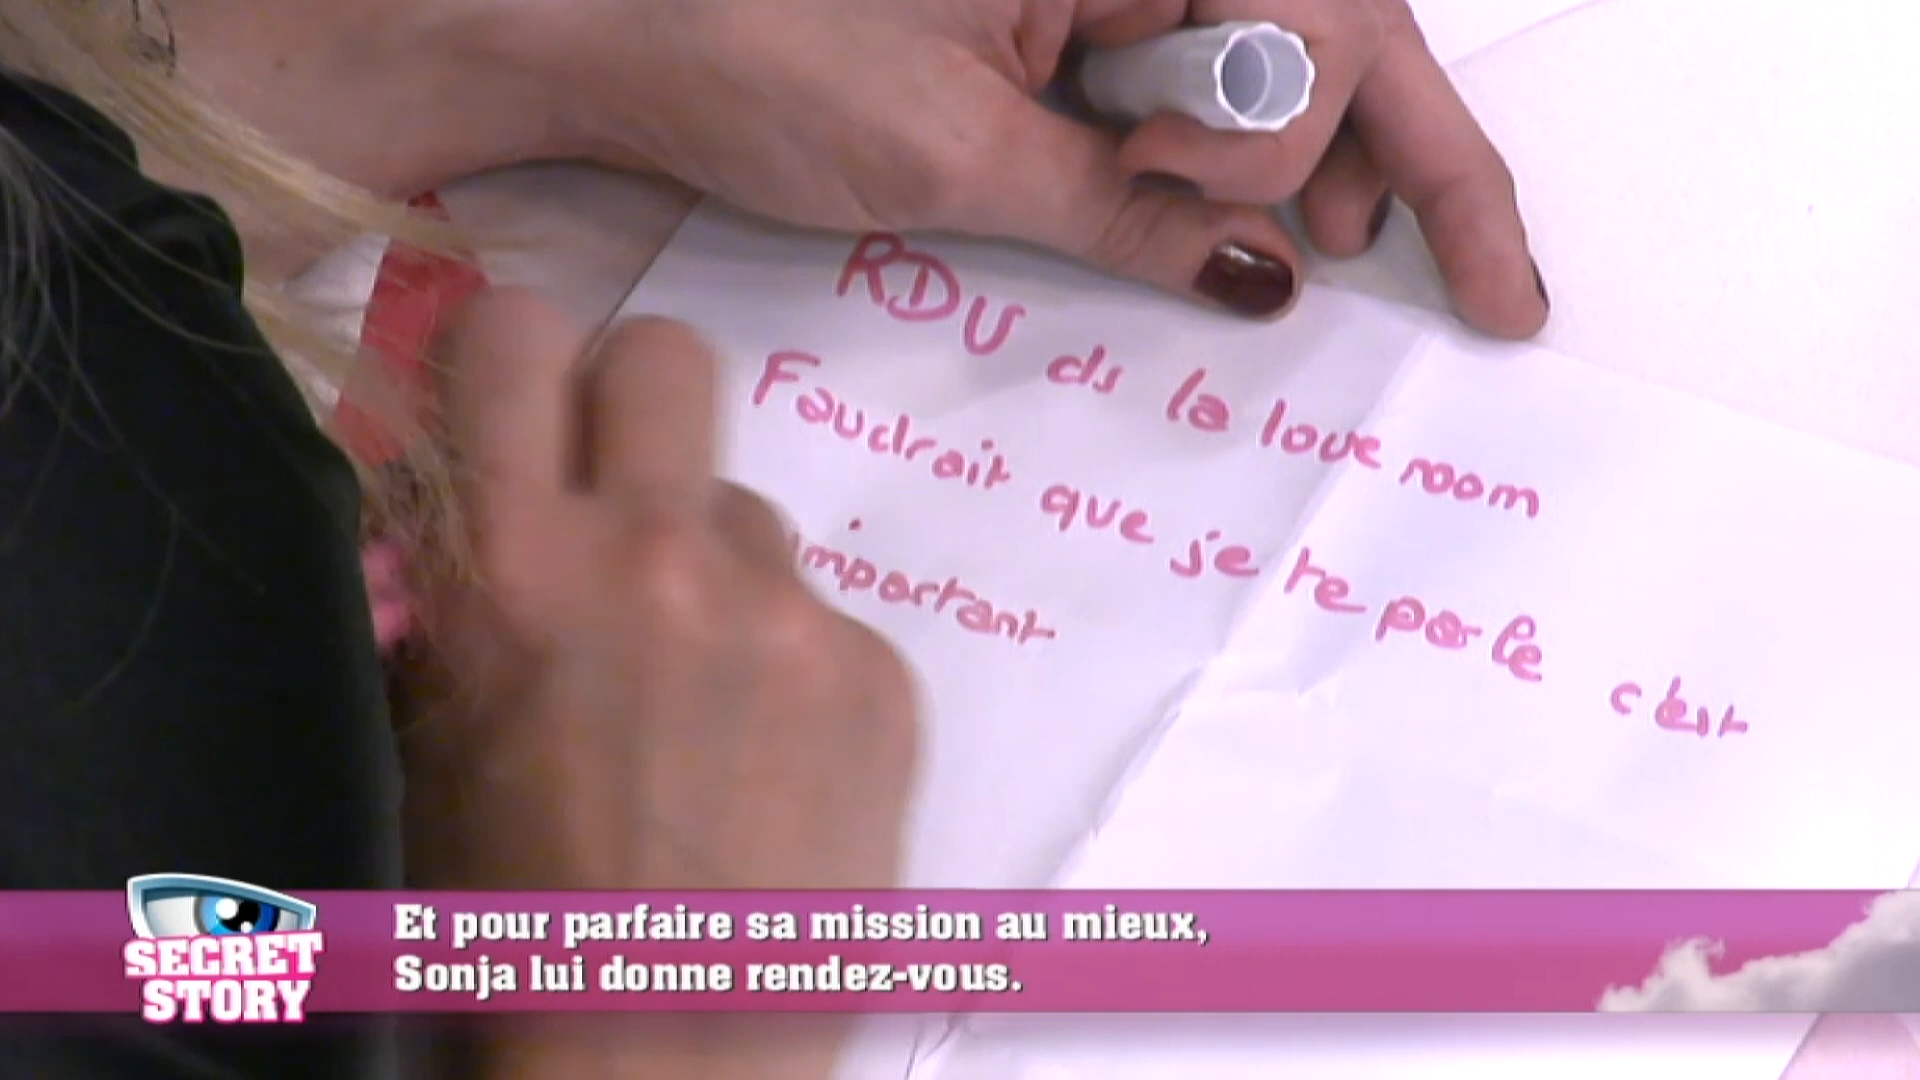 RDV ds la love room
Faudrait que je te parle c'est
important
SECRET
STORY
Et pour parfaire sa mission au mieux,
Sonja lui donne rendez-vous.